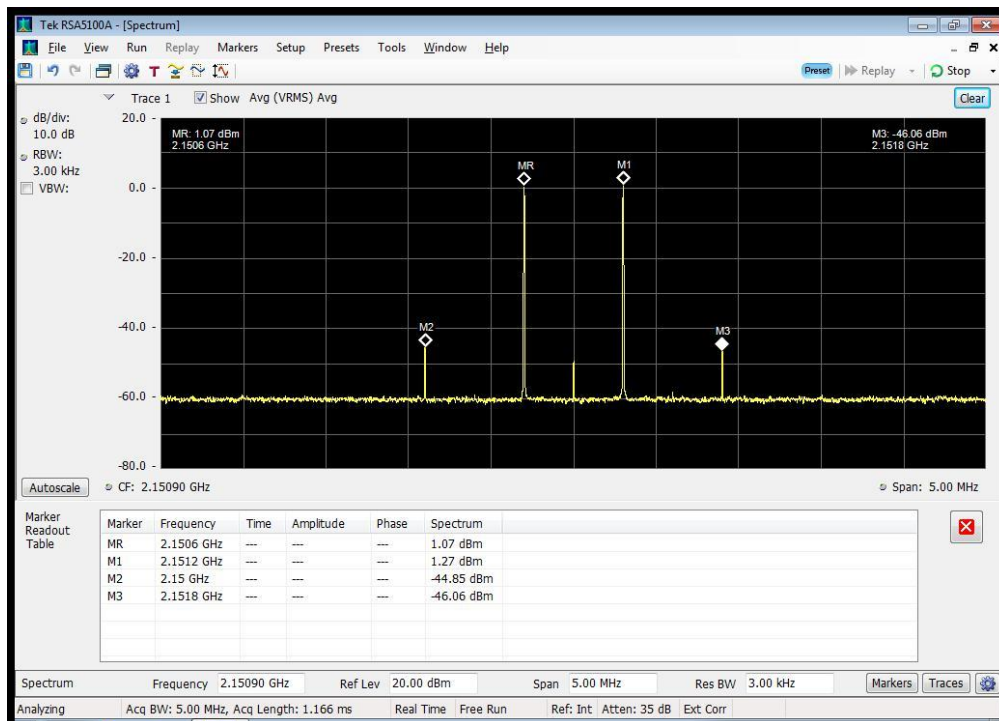 Tek RSA5100A - [Spectrum]
File View Run Replay Markers Setup Presets Tools Window Help
T Preset Replay Stop
Trace 1 Show Avg (VRMS) Avg Clear
dB/div:
10.0 dB
RBW:
3.00 kHz
VBW:
20.0
0.0
-20.0
-40.0
-60.0
-80.0
MR: 1.07 dBm
2.1506 GHz
M3: -46.06 dBm
2.1518 GHz
MR M1
M2 M3
Autoscale CF: 2.15090 GHz Span: 5.00 MHz
Marker
Readout
Table
Marker Frequency Time Amplitude Phase Spectrum
MR 2.1506 GHz --- --- --- 1.07 dBm
M1 2.1512 GHz --- --- --- 1.27 dBm
M2 2.15 GHz --- --- --- -44.85 dBm
M3 2.1518 GHz --- --- --- -46.06 dBm
Spectrum Frequency 2.15090 GHz Ref Lev 20.00 dBm Span 5.00 MHz Res BW 3.00 kHz Markers Traces
Analyzing Acq BW: 5.00 MHz, Acq Length: 1.166 ms Real Time Free Run Ref: Int Atten: 35 dB Ext Corr